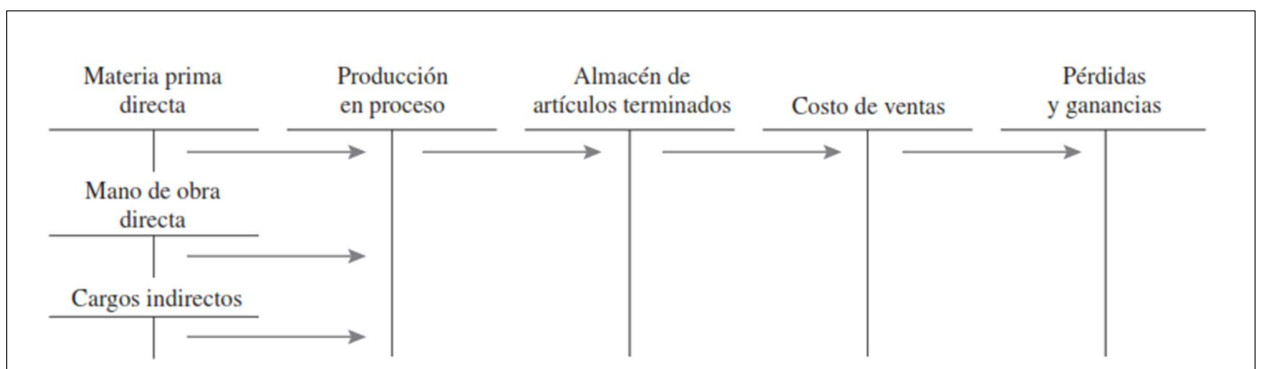 Materia prima
directa
Producción
en proceso
Almacén de
artículos terminados
Costo de ventas
Pérdidas
y ganancias
Mano de obra
directa
Cargos indirectos